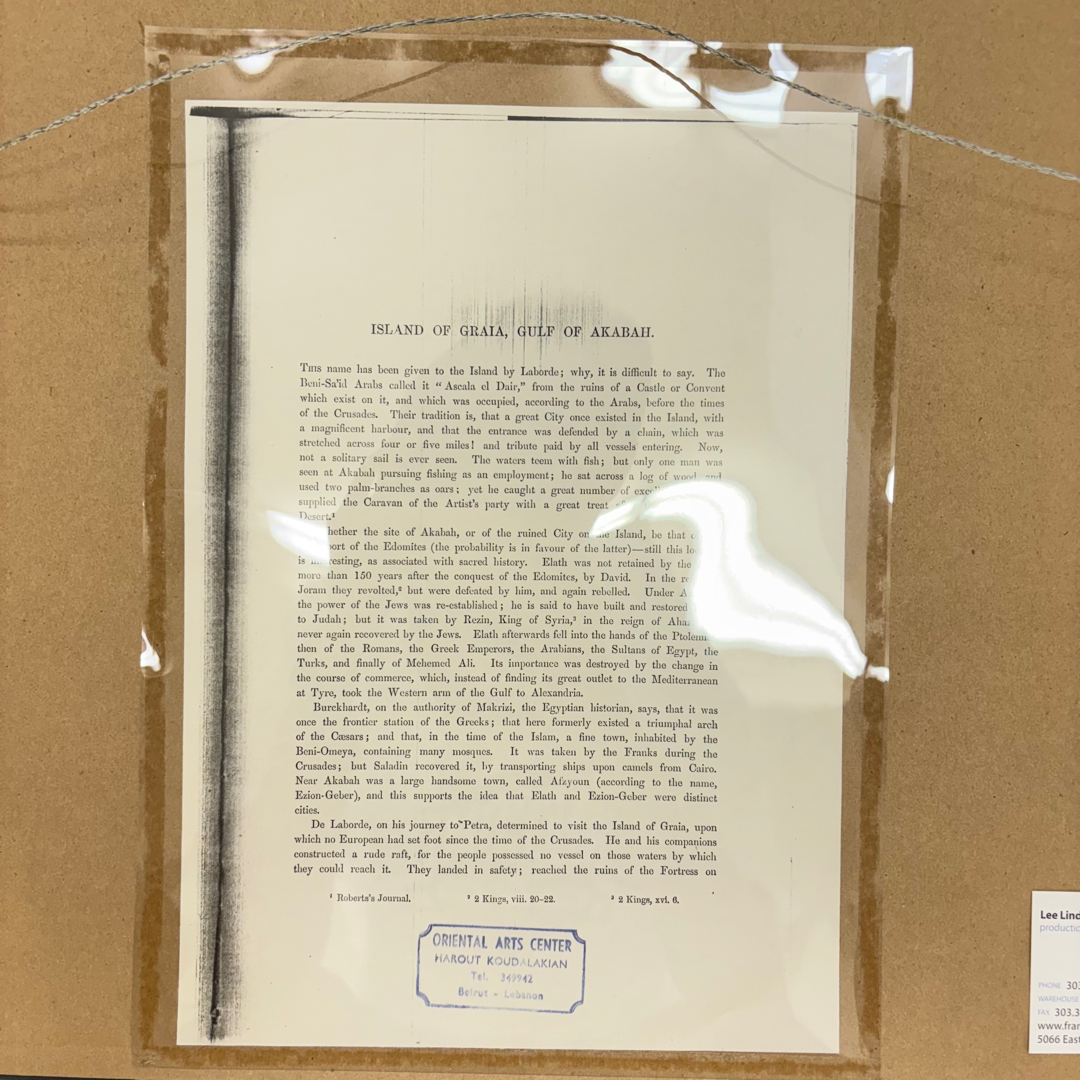 ISLAND OF GRAIA, GULF OF AKABAH.
This name has been given to the Island by Laborde; why, it is difficult to say. The
Beni-Sa'id Arabs called it "Ascala el Dair," from the ruins of a Castle or Convent
which exist on it, and which was occupied, according to the Arabs, before the times
of the Crusades. Their tradition is, that a great City once existed in the Island, with
a magnificent harbour, and that the entrance was defended by a chain, which was
stretched across four or five miles! and tribute paid by all vessels entering. Now,
not a solitary sail is ever seen. The waters teem with fish; but only one man was
seen at Akabah pursuing fishing as an employment; he sat across a log of wood and
used two palm-branches as oars; yet he caught a great number of
supplied the Caravan of the Artist's party with a great treat
Desert.¹
hether the site of Akabah, or of the ruined City on the Island, be that
ort of the Edomites (the probability is in favour of the latter)—still this
is resting, as associated with sacred history. Elath was not retained by the
more than 150 years after the conquest of the Edomites, by David. In the
Joram they revolted,² but were defeated by him, and again rebelled. Under
the power of the Jews was re-established; he is said to have built and restored
to Judah; but it was taken by Rezin, King of Syria,³ in the reign of
never again recovered by the Jews. Elath afterwards fell into the hands of the
then of the Romans, the Greek Emperors, the Arabians, the Sultans of Egypt, the
Turks, and finally of Mehemed Ali. Its importance was destroyed by the change in
the course of commerce, which, instead of finding its great outlet to the Mediterranean
at Tyre, took the Western arm of the Gulf to Alexandria.
Burckhardt, on the authority of Makrizi, the Egyptian historian, says, that it was
once the frontier station of the Greeks; that here formerly existed a triumphal arch
of the Cæsars; and that, in the time of the Islam, a fine town, inhabited by the
Beni-Omeya, containing many mosques. It was taken by the Franks during the
Crusades; but Saladin recovered it, by transporting ships upon camels from Cairo.
Near Akabah was a large handsome town, called Afzyoun (according to the name,
Ezion-Geber), and this supports the idea that Elath and Ezion-Geber were distinct
cities.
De Laborde, on his journey to Petra, determined to visit the Island of Graia, upon
which no European had set foot since the time of the Crusades. He and his companions
constructed a rude raft, for the people possessed no vessel on those waters by which
they could reach it. They landed in safety; reached the ruins of the Fortress on
¹ Roberts's Journal. ² 2 Kings, viii. 20–22. ³ 2 Kings, xvi. 6.
ORIENTAL ARTS CENTER
HAROUT KOUDALAKIAN
Tel. 349942
Beirut - Lebanon
Lee Lind
productio
PHONE 303
WAREHOUSE
FAX 303.3
www.fran
5066 East